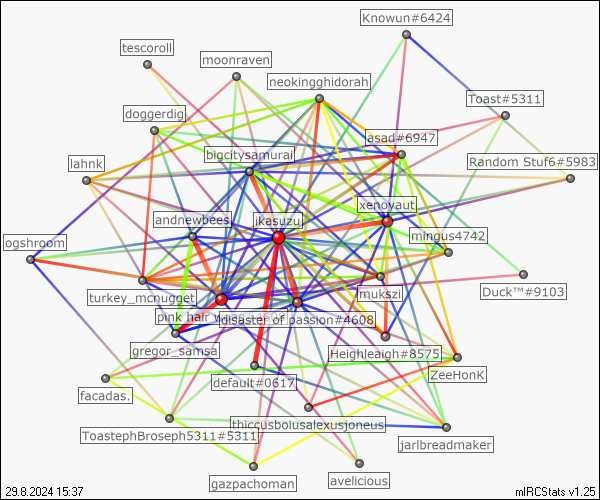 Knowun#6424
tescoroll
moonraven
neokingghidorah
Toast#5311
doggerdig
asad#6947
bigcitysamurai
Random Stuf6#5983
lahnk
xenoyaut
andnewbees
jkasuzu
mingus4742
ogshroom
mukszi
Duck™#9103
turkey_mcnugget
pink hair
disaster of passion#4608
gregor_samsa
Heighleaigh#8575
ZeeHonK
default#0617
facadas.
thiccusboiusalexusjoneus
ToastephBroseph5311#5311
jarlbreadmaker
gazpachoman
avelicious
29.8.2024 15:37
mIRCStats v1.25